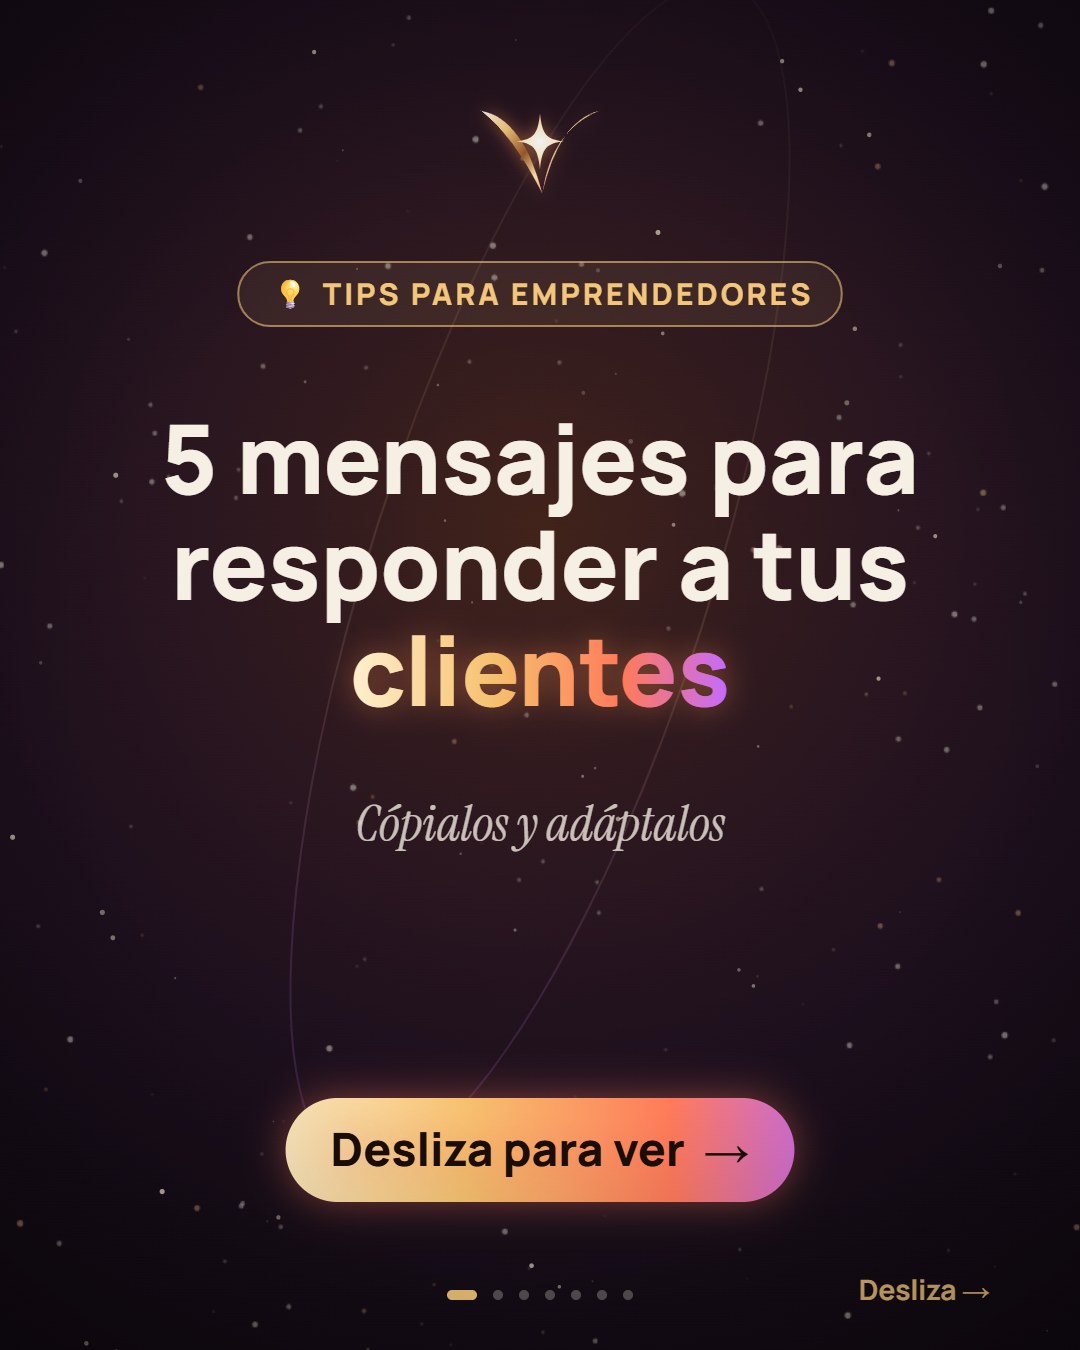 💡 TIPS PARA EMPRENDEDORES
5 mensajes para
responder a tus
clientes
Cópialos y adáptalos
Desliza para ver →
Desliza →